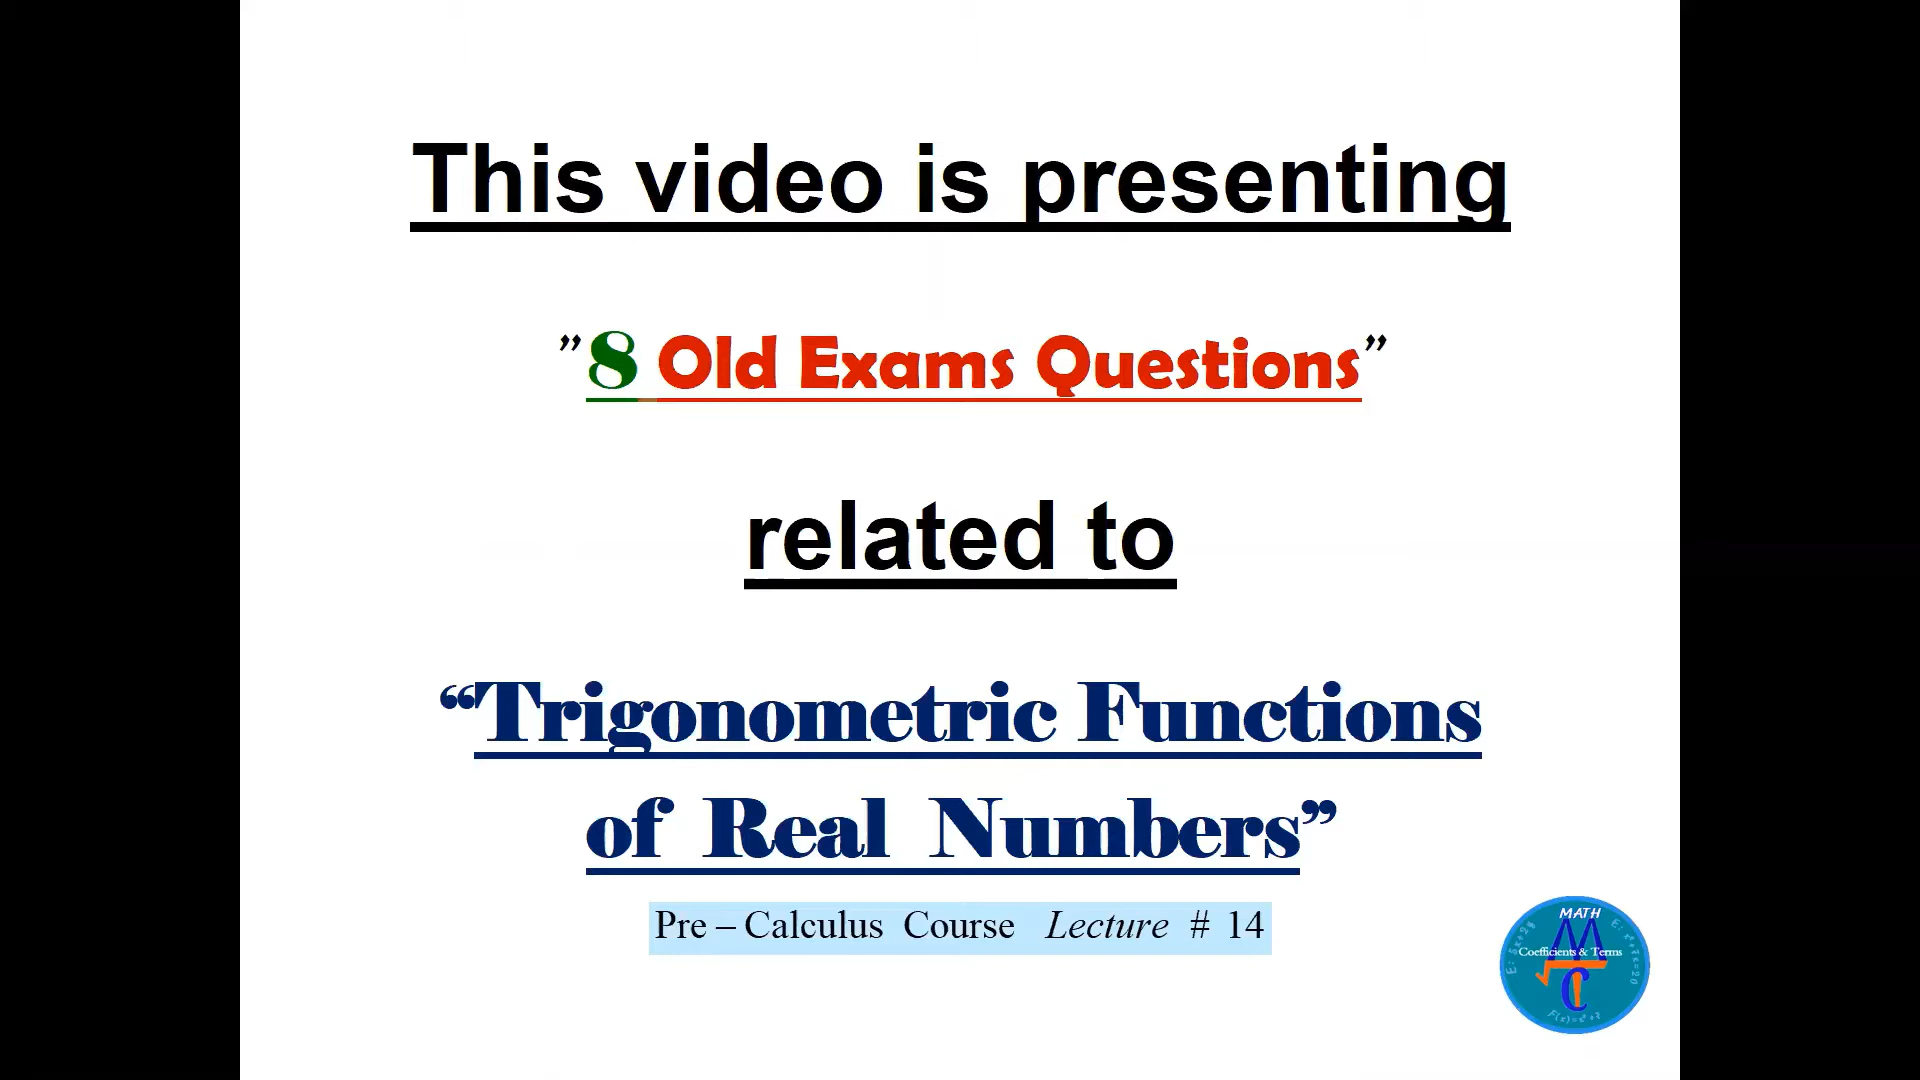 This video is presenting
”8 Old Exams Questions”
related to
“Trigonometric Functions
of Real Numbers”
Pre – Calculus Course Lecture # 14
MATH
Coefficients & Terms